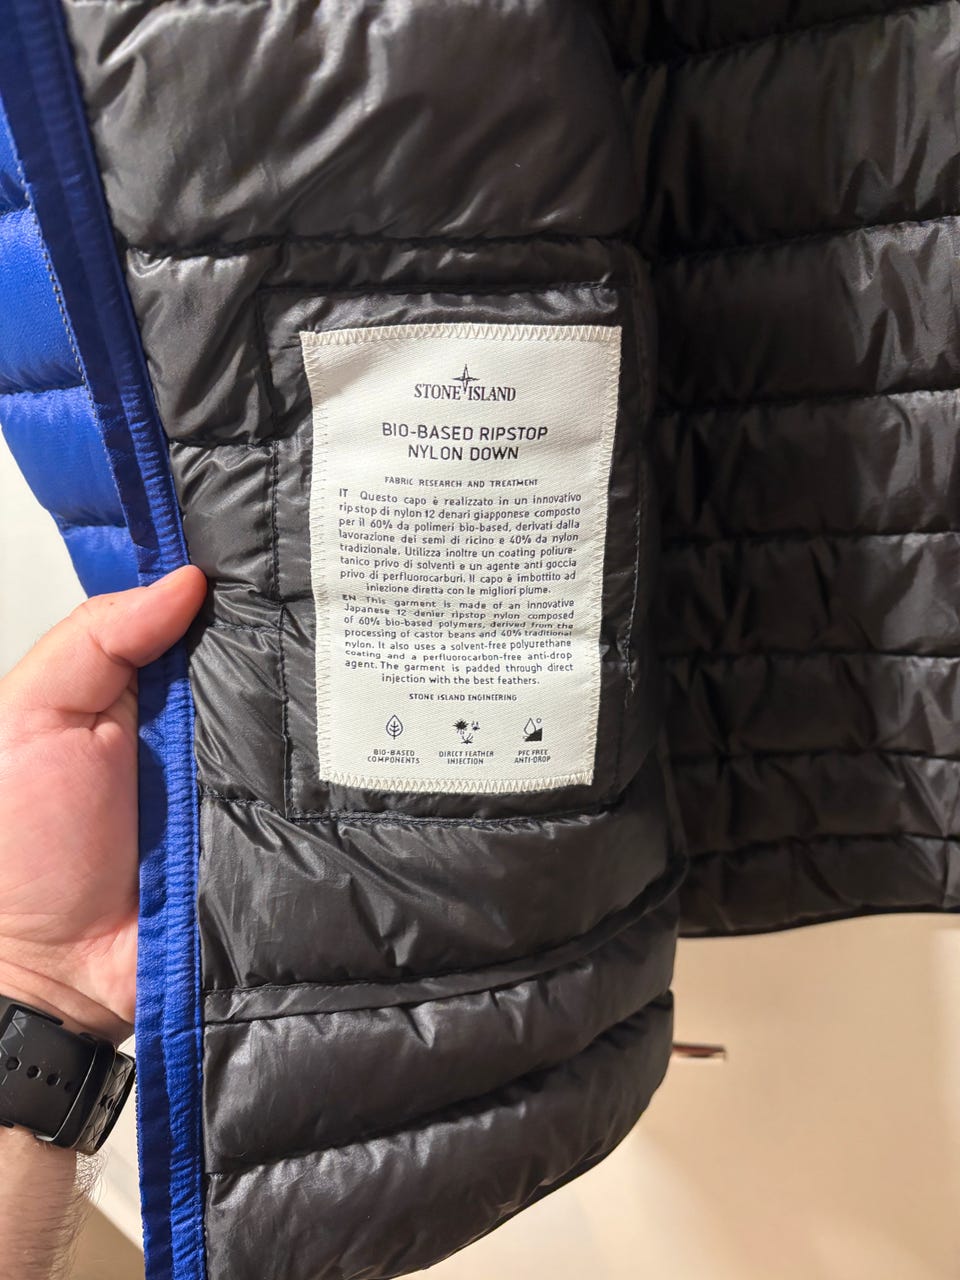 STONE ISLAND
BIO-BASED RIPSTOP
NYLON DOWN
FABRIC RESEARCH AND TREATMENT
IT Questo capo è realizzato in un innovativo
ripstop di nylon 12 denari giapponese composto
per il 60% da polimeri bio-based, derivati dalla
lavorazione dei semi di ricino e 40% da nylon
tradizionale. Utilizza inoltre un coating poliure-
tanico privo di solventi e un agente anti goccia
privo di perfluorocarburi. Il capo è imbottito ad
iniezione diretta con le migliori piume.
EN This garment is made of an innovative
Japanese 12 denier ripstop nylon composed
of 60% bio-based polymers, derived from the
processing of castor beans and 40% traditional
nylon. It also uses a solvent-free polyurethane
coating and a perfluorocarbon-free anti-drop
agent. The garment is padded through direct
injection with the best feathers.
STONE ISLAND ENGINEERING
BIO-BASED
COMPONENTS
DIRECT FEATHER
INJECTION
PFC FREE
ANTI-DROP